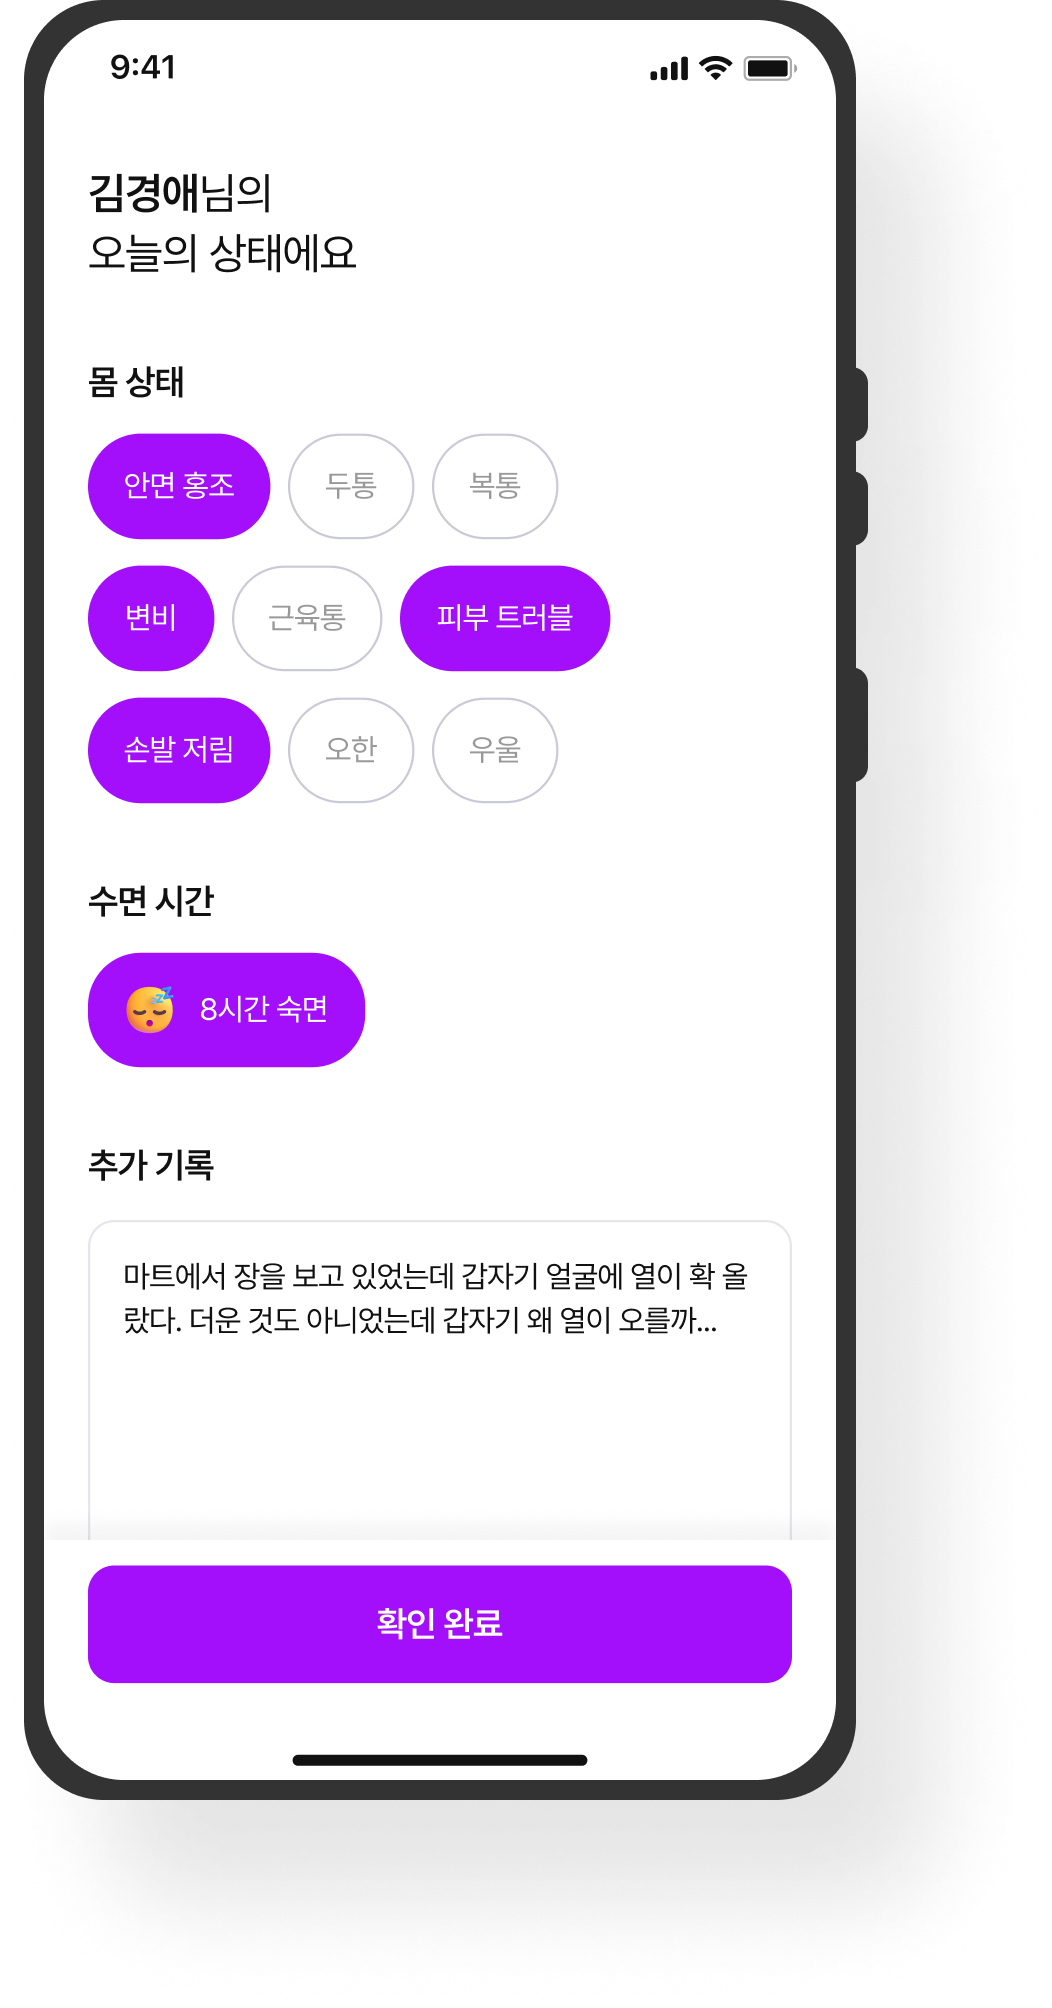 9:41
김경애님의
오늘의 상태에요
몸 상태
안면 홍조 두통 복통
변비 근육통 피부 트러블
손발 저림 오한 우울
수면 시간
8시간 숙면
추가 기록
마트에서 장을 보고 있었는데 갑자기 얼굴에 열이 확 올
랐다. 더운 것도 아니었는데 갑자기 왜 열이 오를까...
확인 완료